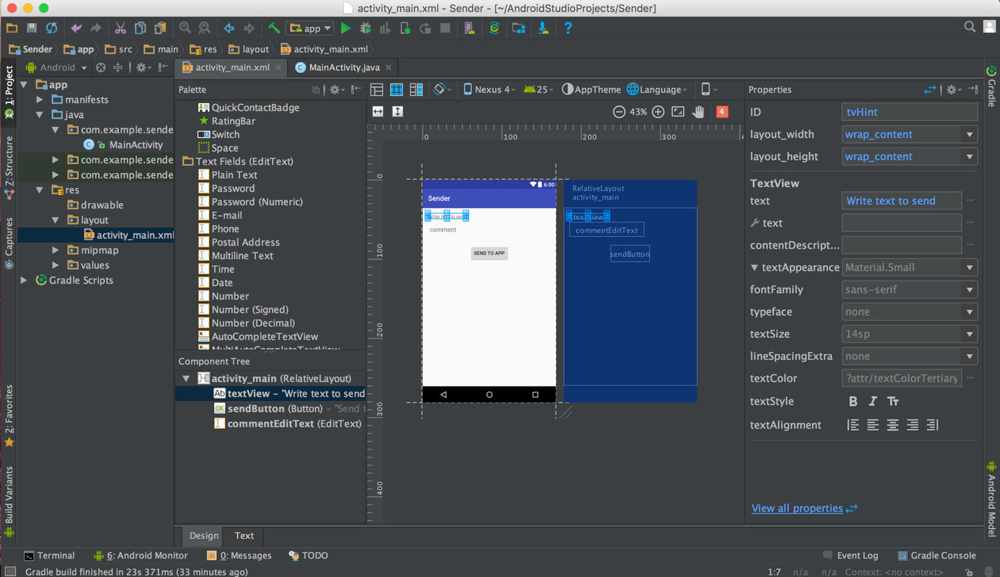 activity_main.xml - Sender - [~/AndroidStudioProjects/Sender]
app
Sender app src main res layout activity_main.xml
1: Project
Z: Structure
Captures
2: Favorites
Build Variants
Android
app
manifests
java
com.example.sende
MainActivity
com.example.sende
com.example.sende
res
drawable
layout
activity_main.xml
mipmap
values
Gradle Scripts
activity_main.xml MainActivity.java
Palette
QuickContactBadge
RatingBar
Switch
Space
Text Fields (EditText)
Plain Text
Password
Password (Numeric)
E-mail
Phone
Postal Address
Multiline Text
Time
Date
Number
Number (Signed)
Number (Decimal)
AutoCompleteTextView
MultiAutoCompleteTextView
Component Tree
activity_main (RelativeLayout)
Ab textView – "Write text to send
OK sendButton (Button) – "Send t
commentEditText (EditText)
Nexus 4 25 AppTheme Language
43% 4
0 100 200 300 4
0
100
200
300
400
6:00
Sender
Write text to send
comment
SEND TO APP
RelativeLayout
activity_main
textView
commentEditText
sendButton
Properties
ID tvHint
layout_width wrap_content
layout_height wrap_content
TextView
text Write text to send ...
text ...
contentDescript... ...
textAppearance Material.Small
fontFamily sans-serif
typeface none
textSize 14sp
lineSpacingExtra none
textColor ?attr/textColorTertiary ...
textStyle B I Tт
textAlignment
View all properties
Gradle
Android Model
Design Text
Terminal 6: Android Monitor 0: Messages TODO Event Log Gradle Console
Gradle build finished in 23s 371ms (33 minutes ago) 1:7 n/a n/a Context: <no context>